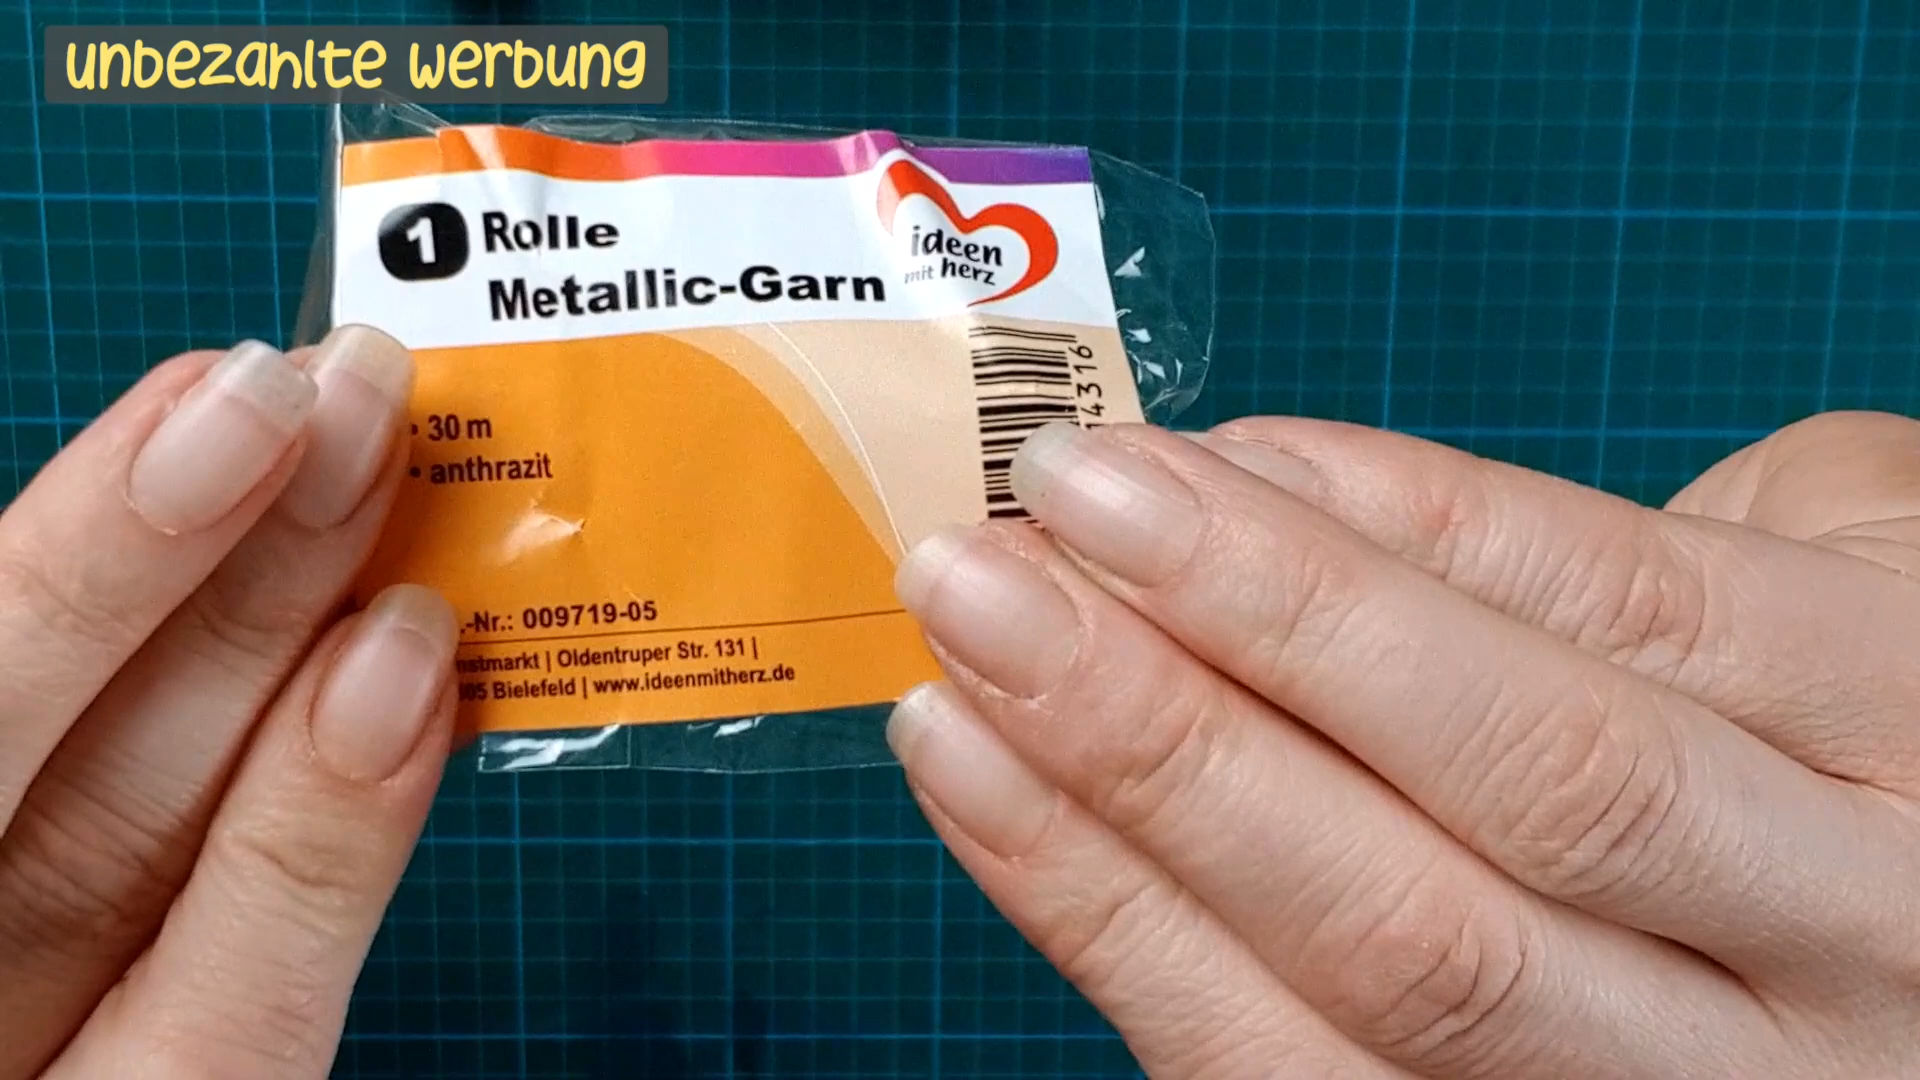 unbezahlte werbung
1 Rolle
Metallic-Garn
ideen
mit herz
• 30 m
• anthrazit
14316
.-Nr.: 009719-05
| Oldentruper Str. 131 |
Bielefeld | www.ideenmitherz.de